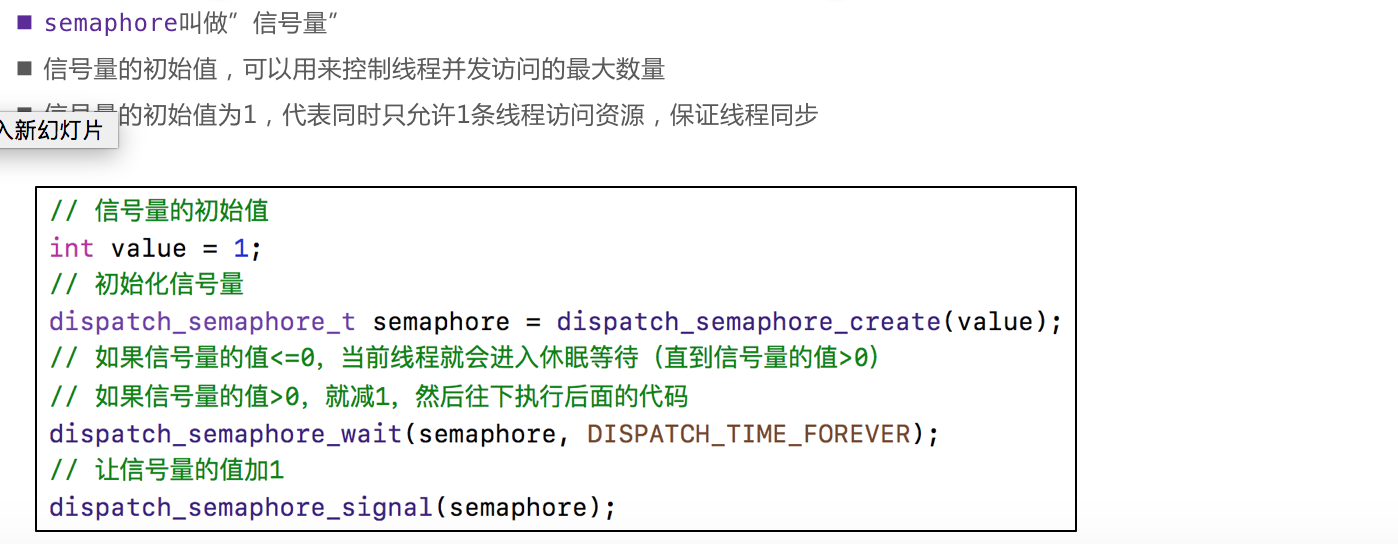 semaphore叫做”信号量”
信号量的初始值，可以用来控制线程并发访问的最大数量
信号量的初始值为1，代表同时只允许1条线程访问资源，保证线程同步
入新幻灯片
// 信号量的初始值
int value = 1;
// 初始化信号量
dispatch_semaphore_t semaphore = dispatch_semaphore_create(value);
// 如果信号量的值<=0，当前线程就会进入休眠等待（直到信号量的值>0）
// 如果信号量的值>0，就减1，然后往下执行后面的代码
dispatch_semaphore_wait(semaphore, DISPATCH_TIME_FOREVER);
// 让信号量的值加1
dispatch_semaphore_signal(semaphore);